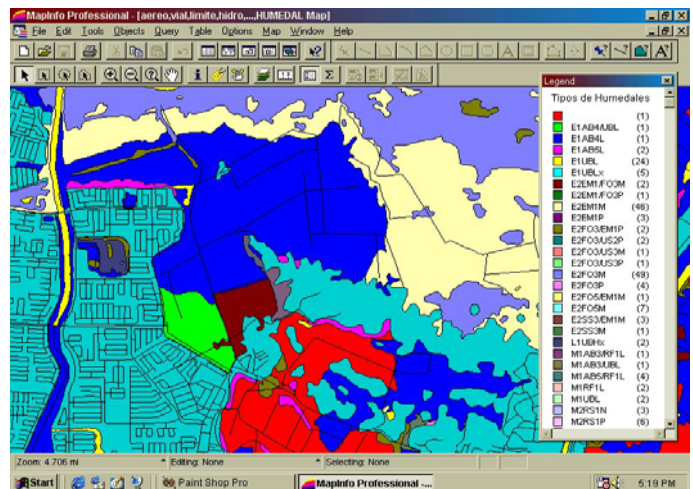 MapInfo Professional - [aereo,vial,limite,hidro,...,HUMEDAL Map]
File Edit Tools Objects Query Table Options Map Window Help
Legend
Tipos de Humedales
(1)
E1AB4/UBL (1)
E1AB4L (1)
E1AB5L (2)
E1UBL (24)
E1UBLx (5)
E2EM1/FO3M (2)
E2EM1/FO3P (1)
E2EM1M (46)
E2EM1P (3)
E2FO3/EM1P (2)
E2FO3/US2P (2)
E2FO3/US3M (1)
E2FO3/US3P (1)
E2FO3M (49)
E2FO3P (4)
E2FO5/EM1M (1)
E2FO5M (7)
E2SS3/EM1M (3)
E2SS3M (1)
L1UBHx (2)
M1AB3/RF1L (1)
M1AB3/UBL (1)
M1AB5/RF1L (4)
M1RF1L (2)
M1UBL (2)
M2RS1N (3)
M2RS1P (6)
Zoom: 4.706 mi Editing: None Selecting: None
Start Paint Shop Pro MapInfo Professional -... 5:19 PM